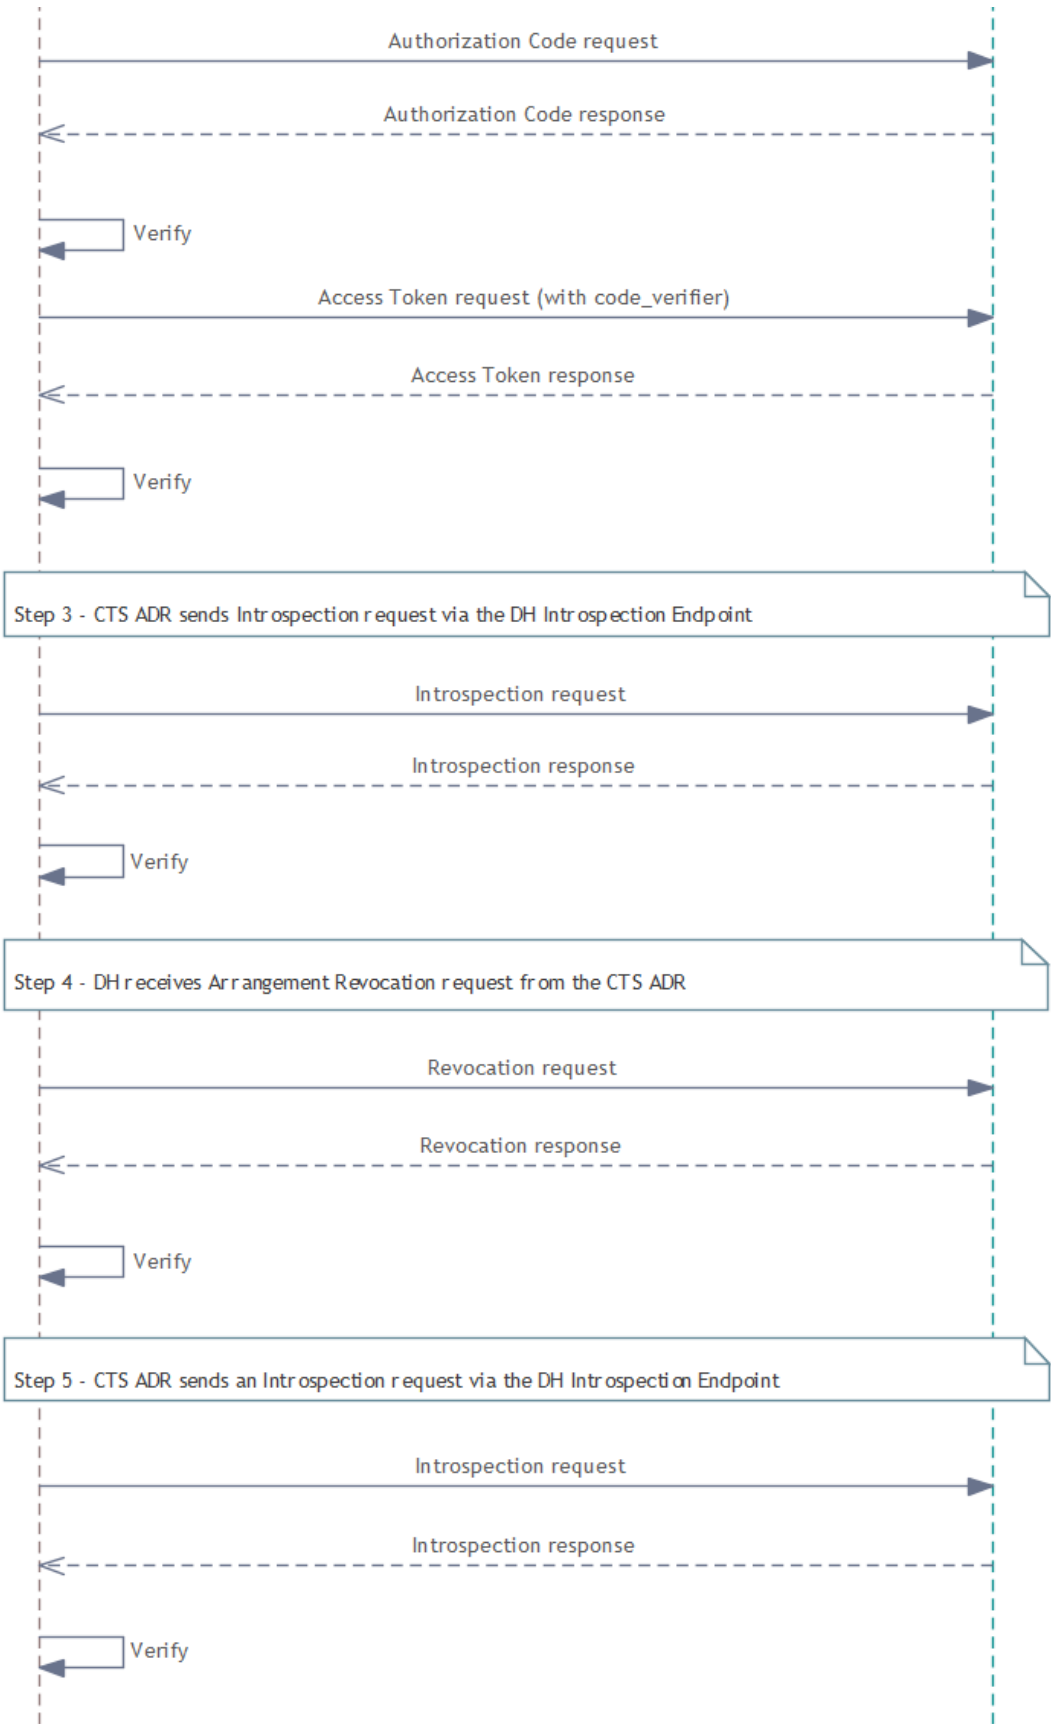 Authorization Code request
Authorization Code response
Verify
Access Token request (with code_verifier)
Access Token response
Verify
Step 3 - CTS ADR sends Introspection request via the DH Introspection Endpoint
Introspection request
Introspection response
Verify
Step 4 - DH receives Arrangement Revocation request from the CTS ADR
Revocation request
Revocation response
Verify
Step 5 - CTS ADR sends an Introspection request via the DH Introspection Endpoint
Introspection request
Introspection response
Verify